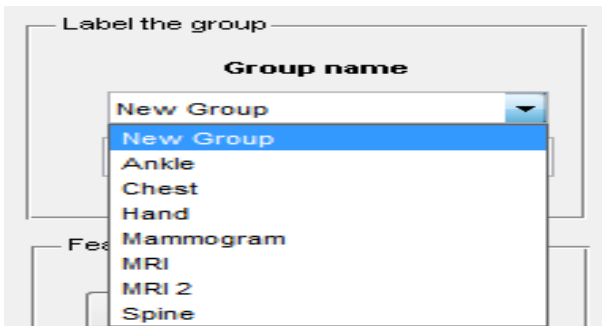 Label the group
Group name
New Group
New Group
Ankle
Chest
Hand
Mammogram
MRI
MRI 2
Spine